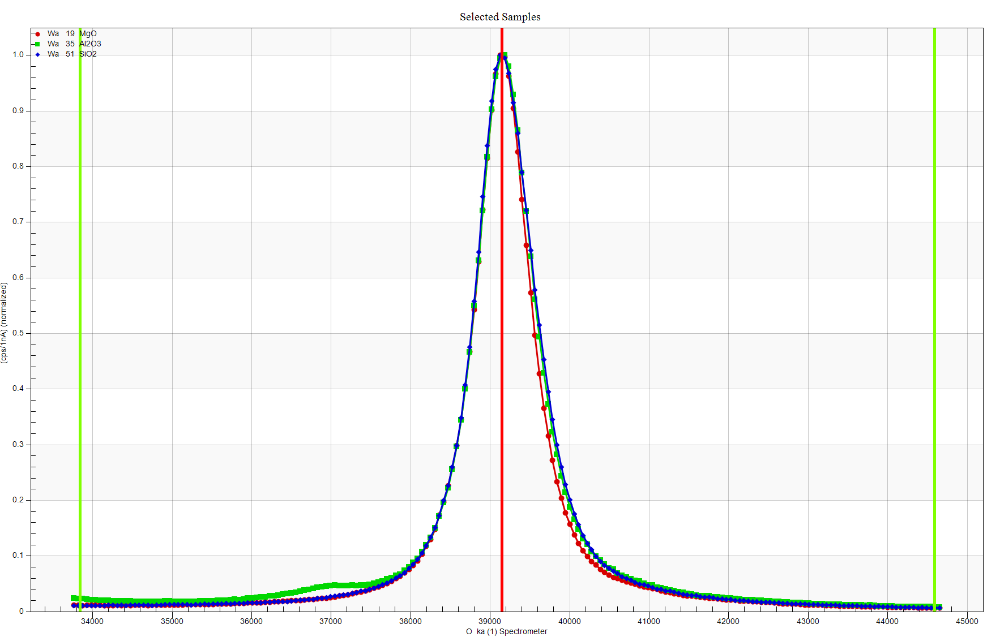 Selected Samples
Wa 19 MgO
Wa 35 Al2O3
Wa 51 SiO2
1.0
0.9
0.8
0.7
0.6
0.5
0.4
0.3
0.2
0.1
0
(cps/1nA) (normalized)
34000 35000 36000 37000 38000 39000 40000 41000 42000 43000 44000 45000
O ka (1) Spectrometer